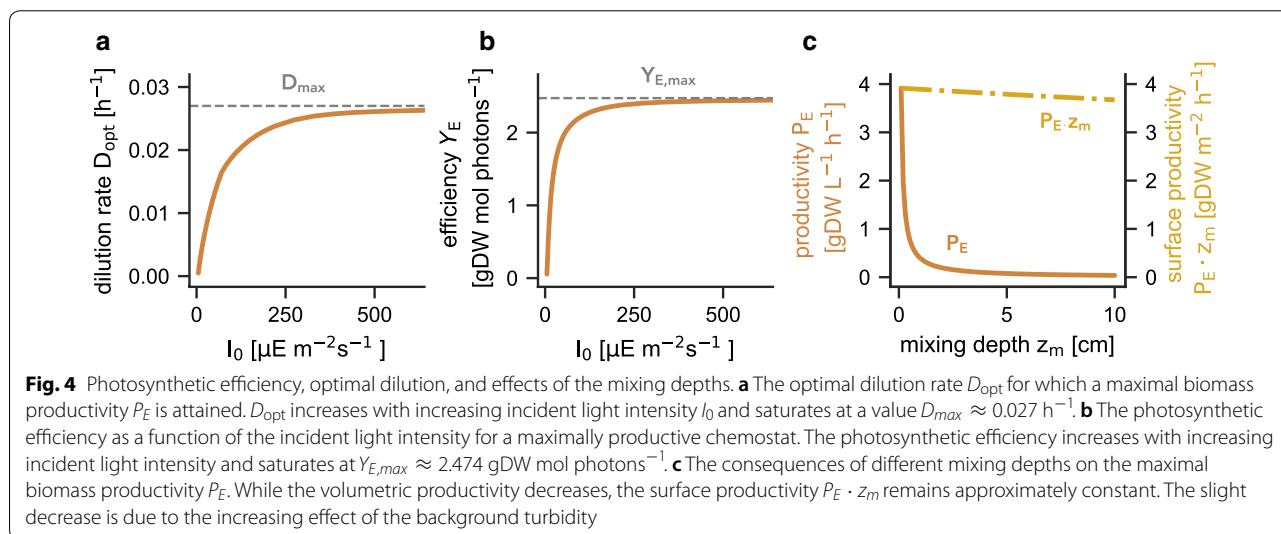 a
b
c
dilution rate D_opt [h⁻¹]
0.03
0.02
0.01
0.00
D_max
0
250
500
I₀ [µE m⁻²s⁻¹ ]
efficiency Y_E
[gDW mol photons⁻¹]
2
1
0
Y_E,max
0
250
500
I₀ [µE m⁻²s⁻¹ ]
productivity P_E
[gDW L⁻¹ h⁻¹]
4
3
2
1
0
P_E · z_m
P_E
0
5
10
mixing depth z_m [cm]
4
3
2
1
0
surface productivity
P_E · z_m [gDW m⁻² h⁻¹]
Fig. 4 Photosynthetic efficiency, optimal dilution, and effects of the mixing depths. a The optimal dilution rate D_opt for which a maximal biomass
productivity P_E is attained. D_opt increases with increasing incident light intensity I₀ and saturates at a value D_max ≈ 0.027 h⁻¹. b The photosynthetic
efficiency as a function of the incident light intensity for a maximally productive chemostat. The photosynthetic efficiency increases with increasing
incident light intensity and saturates at Y_E,max ≈ 2.474 gDW mol photons⁻¹. c The consequences of different mixing depths on the maximal
biomass productivity P_E. While the volumetric productivity decreases, the surface productivity P_E · z_m remains approximately constant. The slight
decrease is due to the increasing effect of the background turbidity